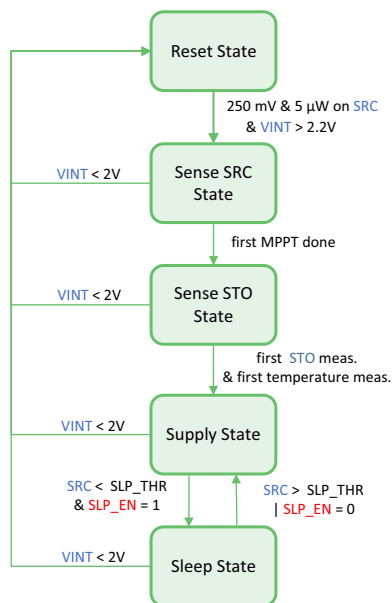 Reset State
250 mV & 5 µW on SRC
& VINT > 2.2V
VINT < 2V
Sense SRC
State
first MPPT done
VINT < 2V
Sense STO
State
first STO meas.
& first temperature meas.
VINT < 2V
Supply State
SRC < SLP_THR
& SLP_EN = 1
SRC > SLP_THR
| SLP_EN = 0
VINT < 2V
Sleep State